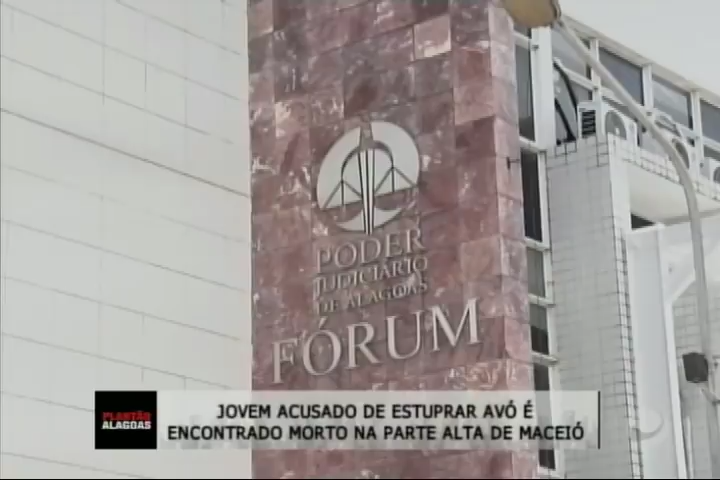 PODER
JUDICIÁRIO
DE ALAGOAS
FÓRUM
PLANTÃO
ALAGOAS
JOVEM ACUSADO DE ESTUPRAR AVÓ É
ENCONTRADO MORTO NA PARTE ALTA DE MACEIÓ